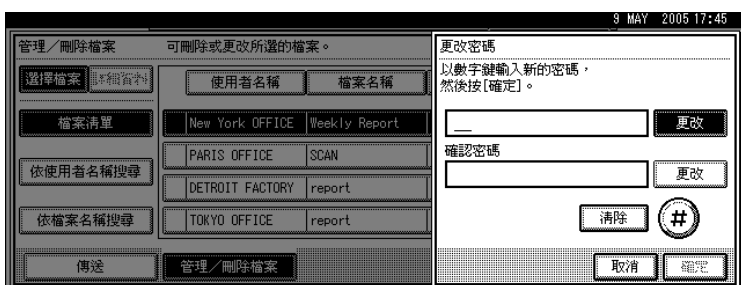 9 MAY 2005 17:45
管理／刪除檔案 可刪除或更改所選的檔案。
選擇檔案 詳細資料 使用者名稱 檔案名稱
檔案清單 New York OFFICE Weekly Report
PARIS OFFICE SCAN
依使用者名稱搜尋
DETROIT FACTORY report
依檔案名稱搜尋 TOKYO OFFICE report
傳送 管理／刪除檔案
更改密碼
以數字鍵輸入新的密碼，
然後按[確定]。
更改
確認密碼
更改
清除 #
取消 確定